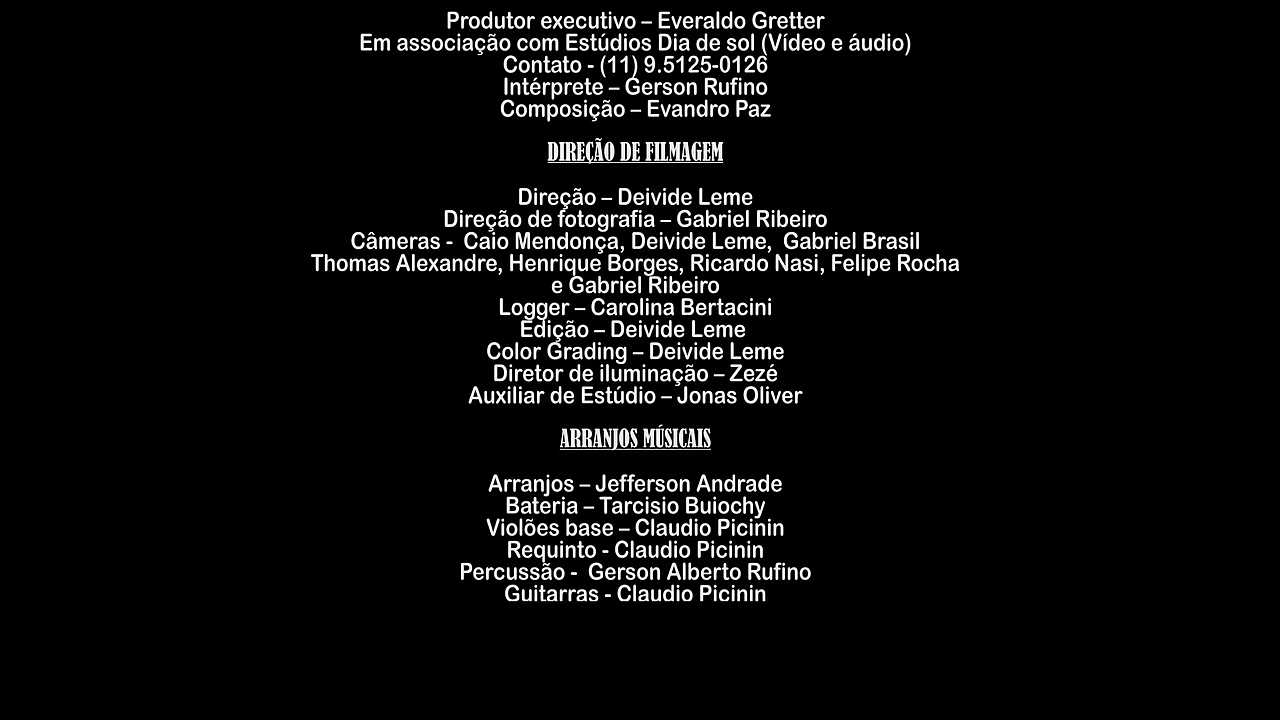 Produtor executivo – Everaldo Gretter
Em associação com Estúdios Dia de sol (Vídeo e áudio)
Contato - (11) 9.5125-0126
Intérprete – Gerson Rufino
Composição – Evandro Paz
DIREÇÃO DE FILMAGEM
Direção – Deivide Leme
Direção de fotografia – Gabriel Ribeiro
Câmeras -  Caio Mendonça, Deivide Leme,  Gabriel Brasil
Thomas Alexandre, Henrique Borges, Ricardo Nasi, Felipe Rocha
e Gabriel Ribeiro
Logger – Carolina Bertacini
Edição – Deivide Leme
Color Grading – Deivide Leme
Diretor de iluminação – Zezé
Auxiliar de Estúdio – Jonas Oliver
ARRANJOS MÚSICAIS
Arranjos – Jefferson Andrade
Bateria – Tarcisio Buiochy
Violões base – Claudio Picinin
Requinto - Claudio Picinin
Percussão -  Gerson Alberto Rufino
Guitarras - Claudio Picinin